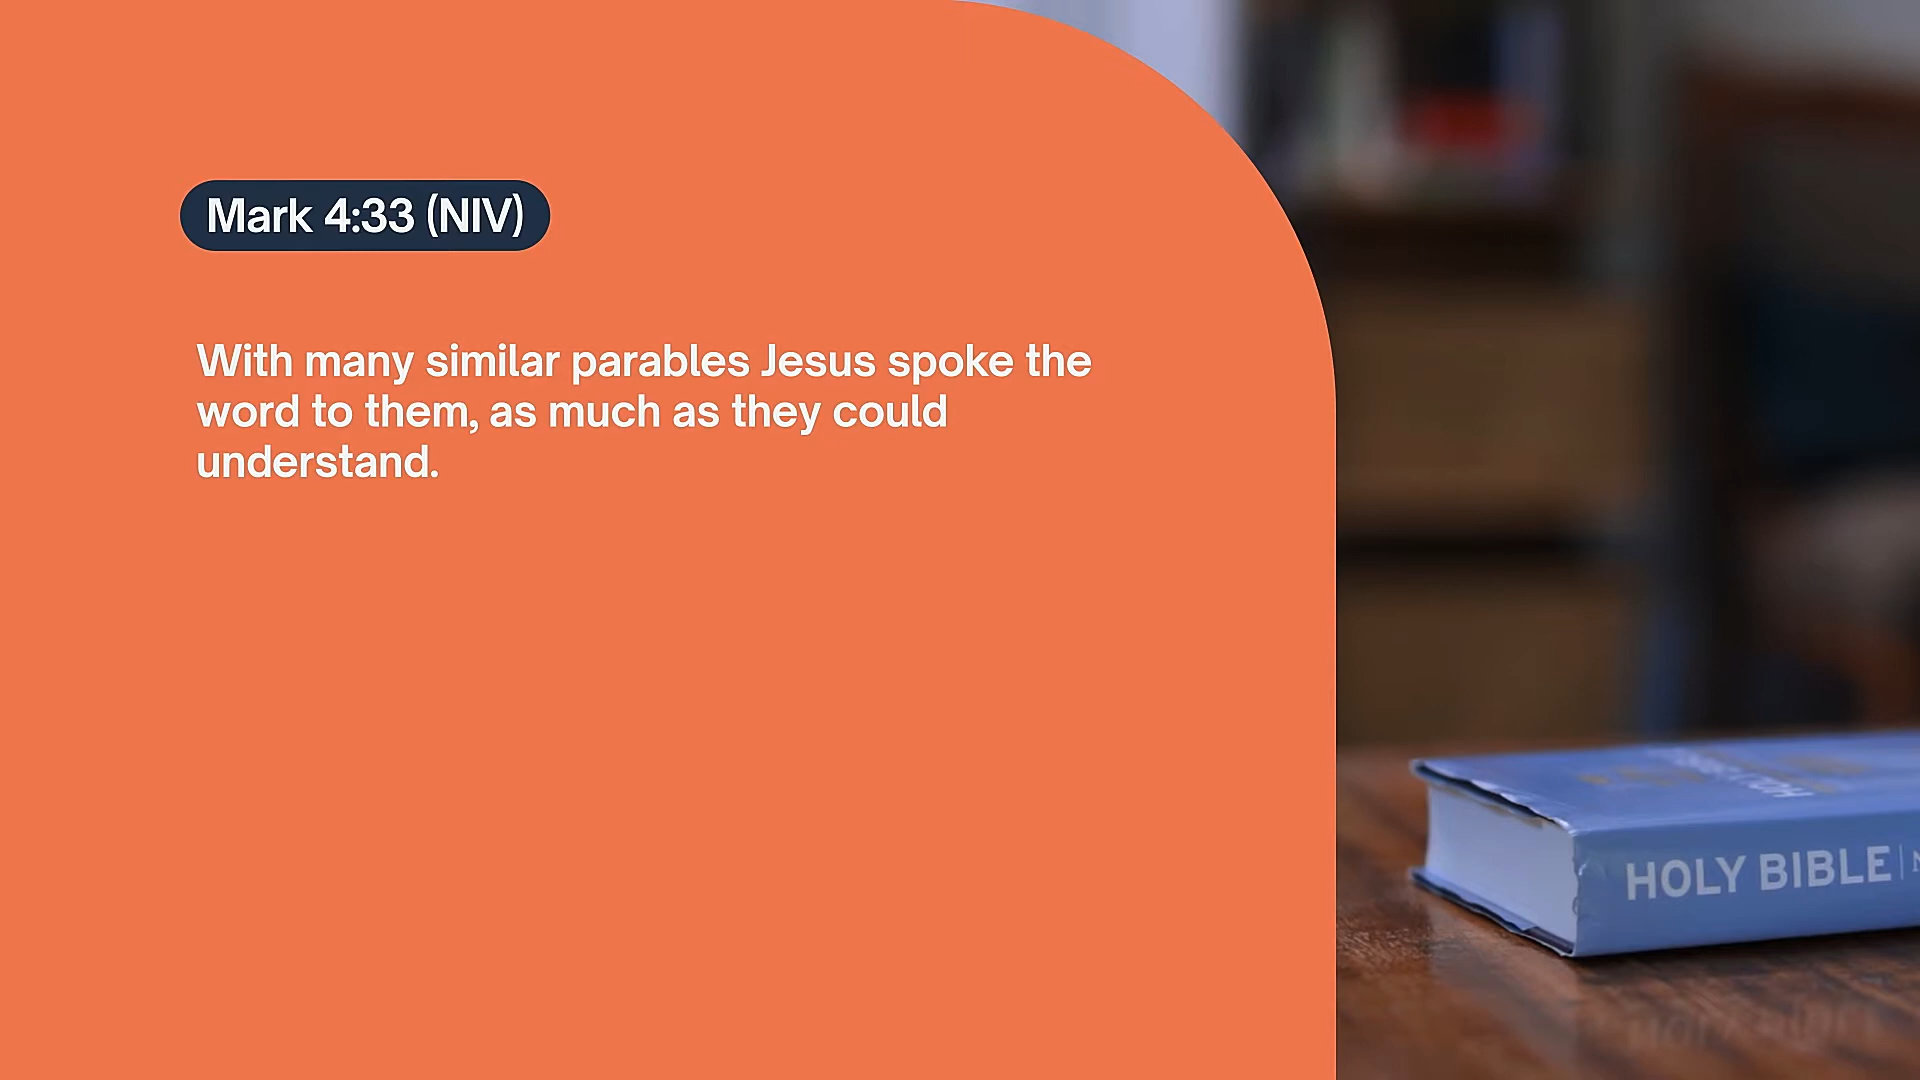 Mark 4:33 (NIV)
With many similar parables Jesus spoke the
word to them, as much as they could
understand.
HOLY BIBLE